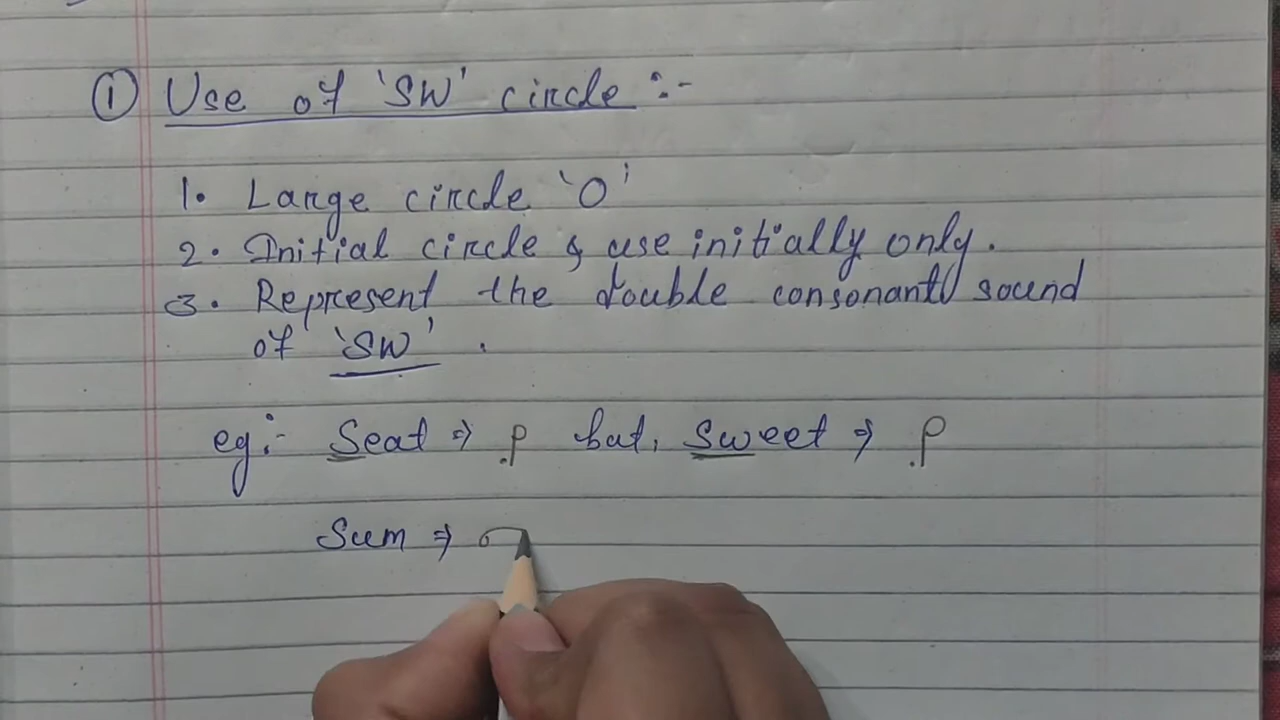 ① Use of 'SW' circle :-
1. Large circle 'O'
2. Initial circle & use initially only.
3. Represent the double consonant sound
of 'SW' .
eg:- Seat ⇒ but, Sweet ⇒
Sum ⇒